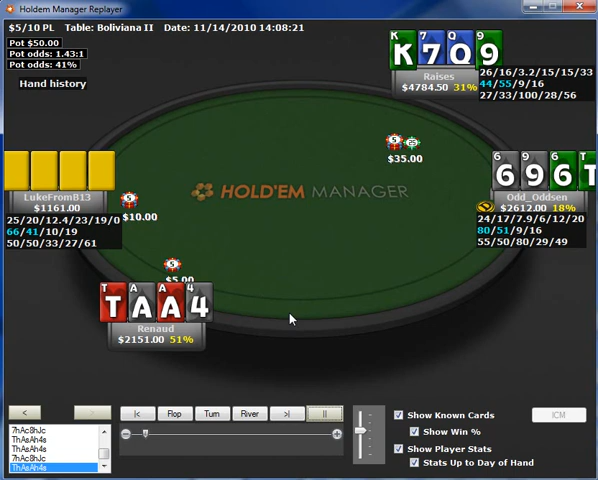 Holdem Manager Replayer
$5/10 PL Table: Boliviana II Date: 11/14/2010 14:08:21
Pot $50.00
Pot odds: 1.43:1
Pot odds: 41%
Hand history
K 7 Q 9
K 7 Q 9
Raises
$4784.50 31%
26/16/3.2/15/15/33
44/55/9/16
27/33/100/28/56
$35.00
HOLD'EM MANAGER
6 9 6 T
6 9 6 T
Odd_Oddsen
D $2612.00 18%
24/17/7.9/6/12/20
80/51/9/16
55/50/80/29/49
LukeFromB13
$1161.00
25/20/12.4/23/19/0
66/41/10/19
50/50/33/27/61
$10.00
$5.00
T A A 4
T A A 4
Renaud
$2151.00 51%
< >
|< Flop Turn River >| ||
7hAc8hJc
ThAsAh4s
ThAsAh4s
7hAc8hJc
ThAsAh4s
Show Known Cards
Show Win %
Show Player Stats
Stats Up to Day of Hand
ICM